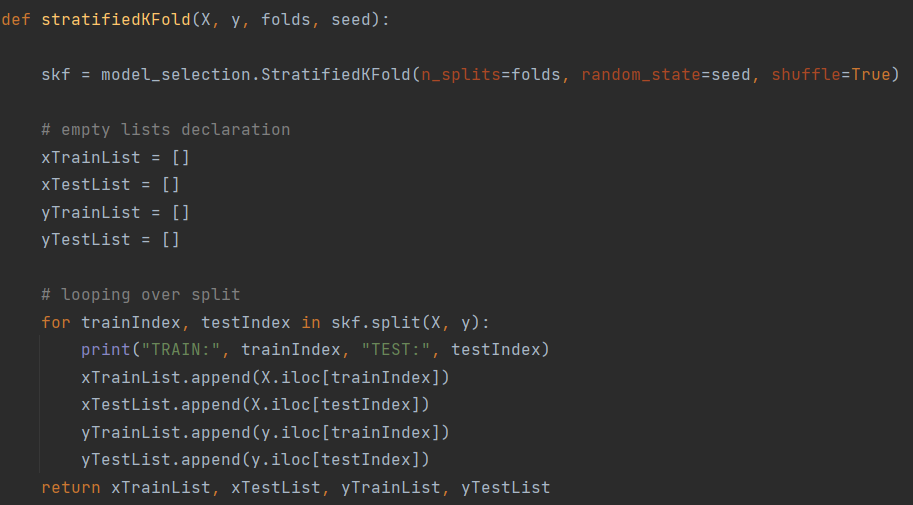 def stratifiedKFold(X, y, folds, seed):
skf = model_selection.StratifiedKFold(n_splits=folds, random_state=seed, shuffle=True)
# empty lists declaration
xTrainList = []
xTestList = []
yTrainList = []
yTestList = []
# looping over split
for trainIndex, testIndex in skf.split(X, y):
print("TRAIN:", trainIndex, "TEST:", testIndex)
xTrainList.append(X.iloc[trainIndex])
xTestList.append(X.iloc[testIndex])
yTrainList.append(y.iloc[trainIndex])
yTestList.append(y.iloc[testIndex])
return xTrainList, xTestList, yTrainList, yTestList